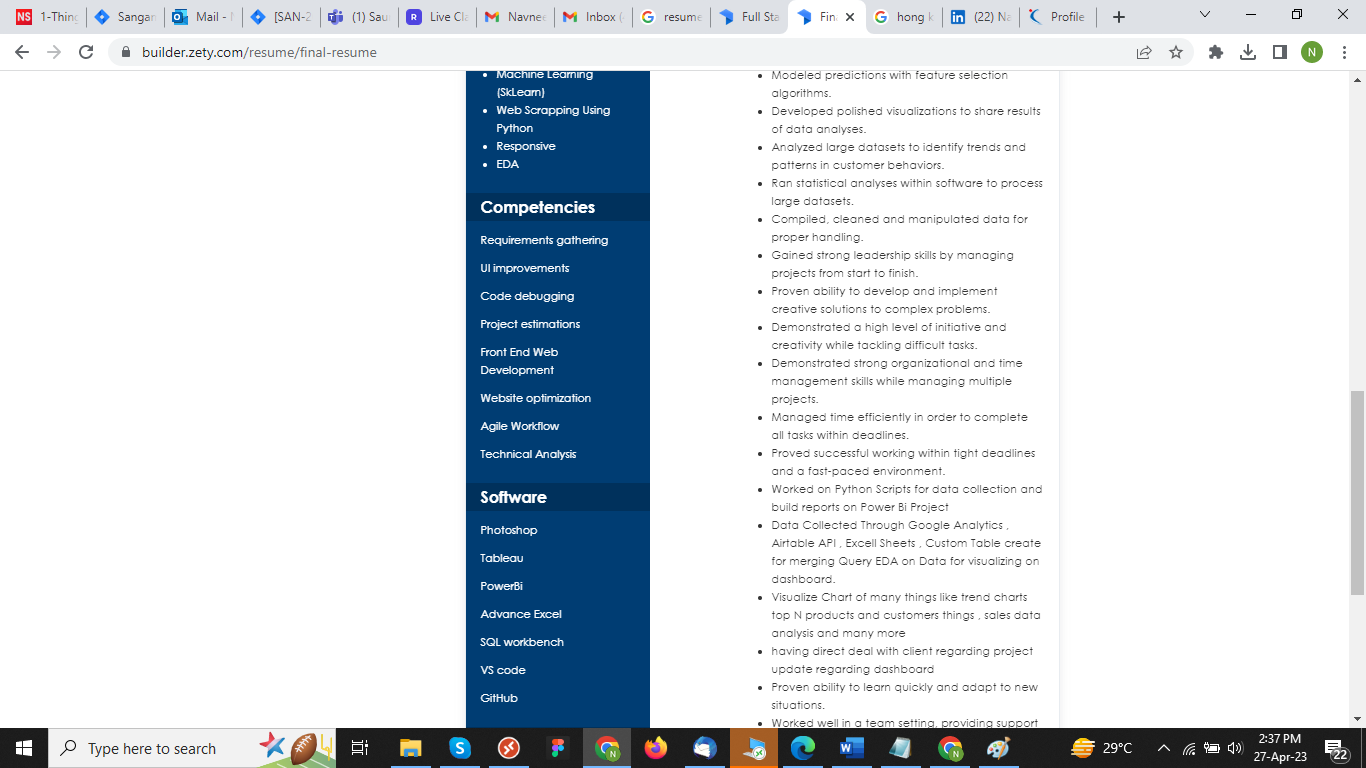 1-Thing
Sangam
Mail - N
[SAN-2
(1) Sau
Live Cla
Navnee
Inbox (
resume
Full Sta
Fin
hong k
(22) Na
Profile
builder.zety.com/resume/final-resume
N
Machine Learning
(SkLearn)
Web Scrapping Using
Python
Responsive
EDA
Competencies
Requirements gathering
UI improvements
Code debugging
Project estimations
Front End Web
Development
Website optimization
Agile Workflow
Technical Analysis
Software
Photoshop
Tableau
PowerBi
Advance Excel
SQL workbench
VS code
GitHub
Modeled predictions with feature selection
algorithms.
Developed polished visualizations to share results
of data analyses.
Analyzed large datasets to identify trends and
patterns in customer behaviors.
Ran statistical analyses within software to process
large datasets.
Compiled, cleaned and manipulated data for
proper handling.
Gained strong leadership skills by managing
projects from start to finish.
Proven ability to develop and implement
creative solutions to complex problems.
Demonstrated a high level of initiative and
creativity while tackling difficult tasks.
Demonstrated strong organizational and time
management skills while managing multiple
projects.
Managed time efficiently in order to complete
all tasks within deadlines.
Proved successful working within tight deadlines
and a fast-paced environment.
Worked on Python Scripts for data collection and
build reports on Power Bi Project
Data Collected Through Google Analytics ,
Airtable API , Excell Sheets , Custom Table create
for merging Query EDA on Data for visualizing on
dashboard.
Visualize Chart of many things like trend charts
top N products and customers things , sales data
analysis and many more
having direct deal with client regarding project
update regarding dashboard
Proven ability to learn quickly and adapt to new
situations.
Worked well in a team setting, providing support
Type here to search
29°C
2:37 PM
27-Apr-23
22